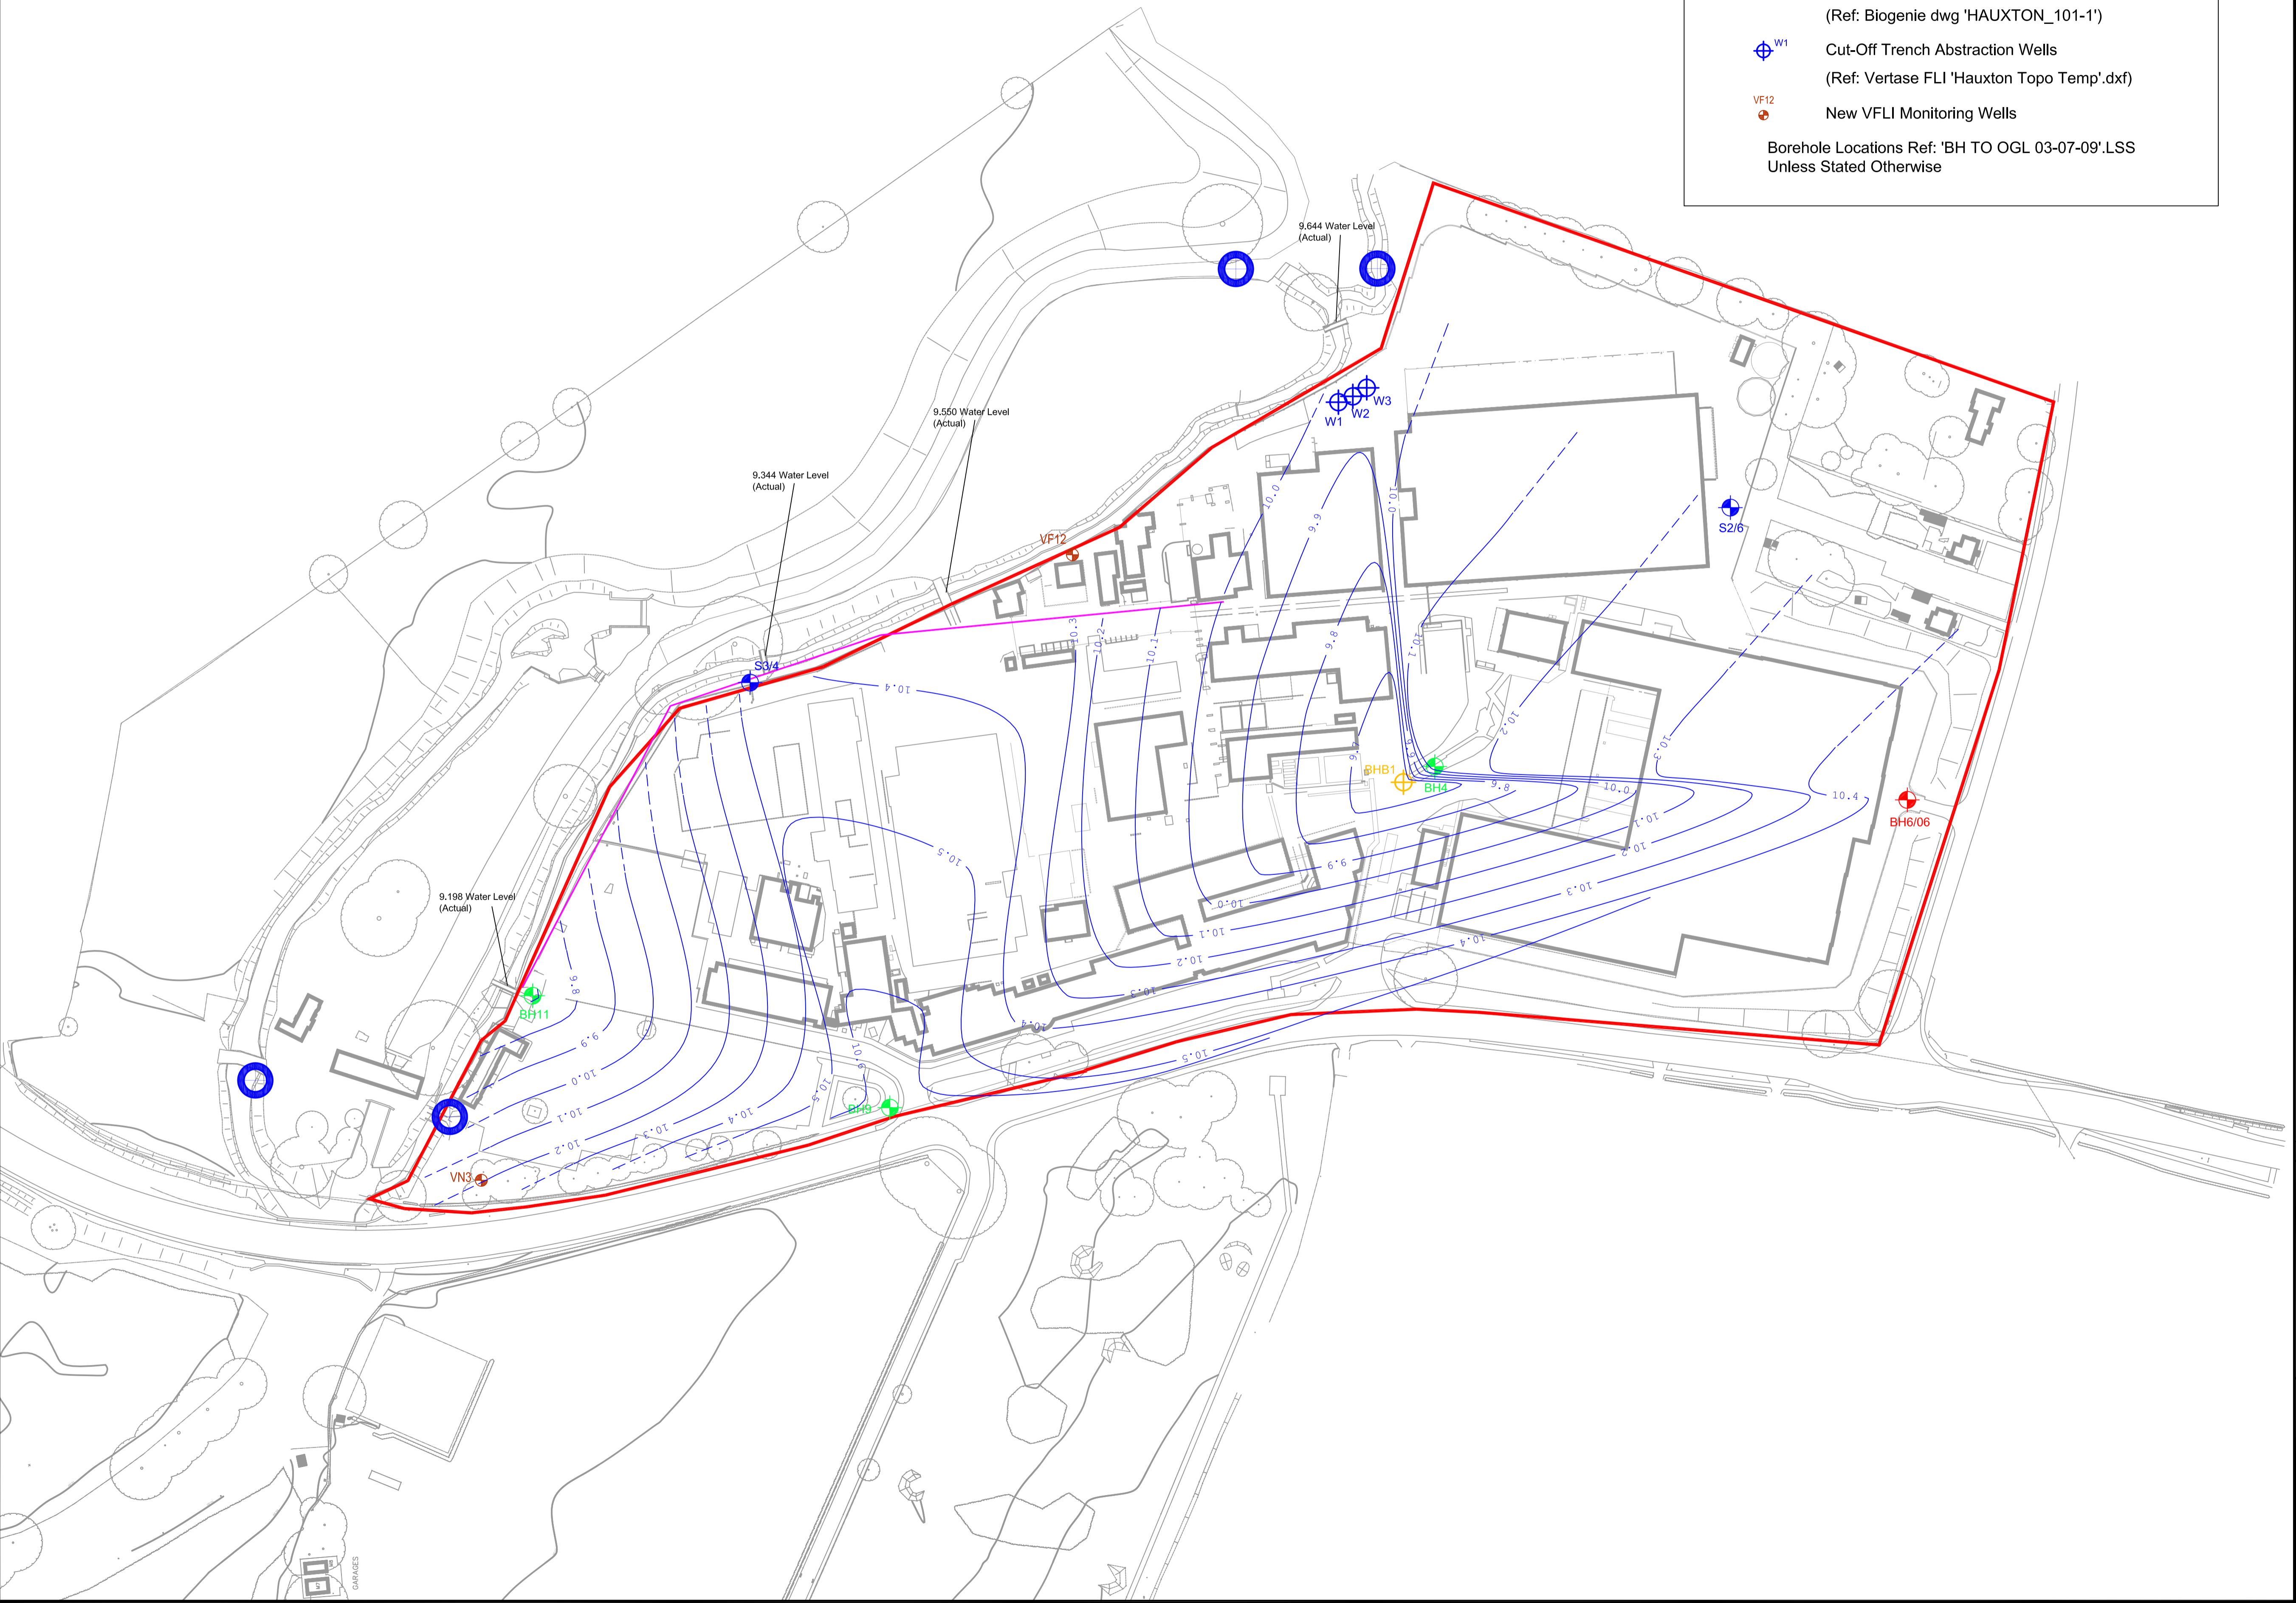 (Ref: Biogenie dwg 'HAUXTON_101-1')
W1
Cut-Off Trench Abstraction Wells
(Ref: Vertase FLI 'Hauxton Topo Temp'.dxf)
VF12
New VFLI Monitoring Wells
Borehole Locations Ref: 'BH TO OGL 03-07-09'.LSS
Unless Stated Otherwise
9.644 Water Level
(Actual)
9.550 Water Level
(Actual)
9.344 Water Level
(Actual)
9.198 Water Level
(Actual)
W3
W2
W1
10.0
9.9
10.0
S2/6
VF12
10.3
10.2
10.1
9.8
10.1
S3/4
10.4
10.2
10.3
BHB1
BH4
9.8
10.0
10.4
BH6/06
10.1
10.2
10.5
9.9
10.3
10.0
10.1
10.4
10.2
10.3
9.8
BH11
10.4
9.9
10.6
10.5
10.0
10.5
BH9
10.1
10.4
10.3
10.2
VN3
GARAGES